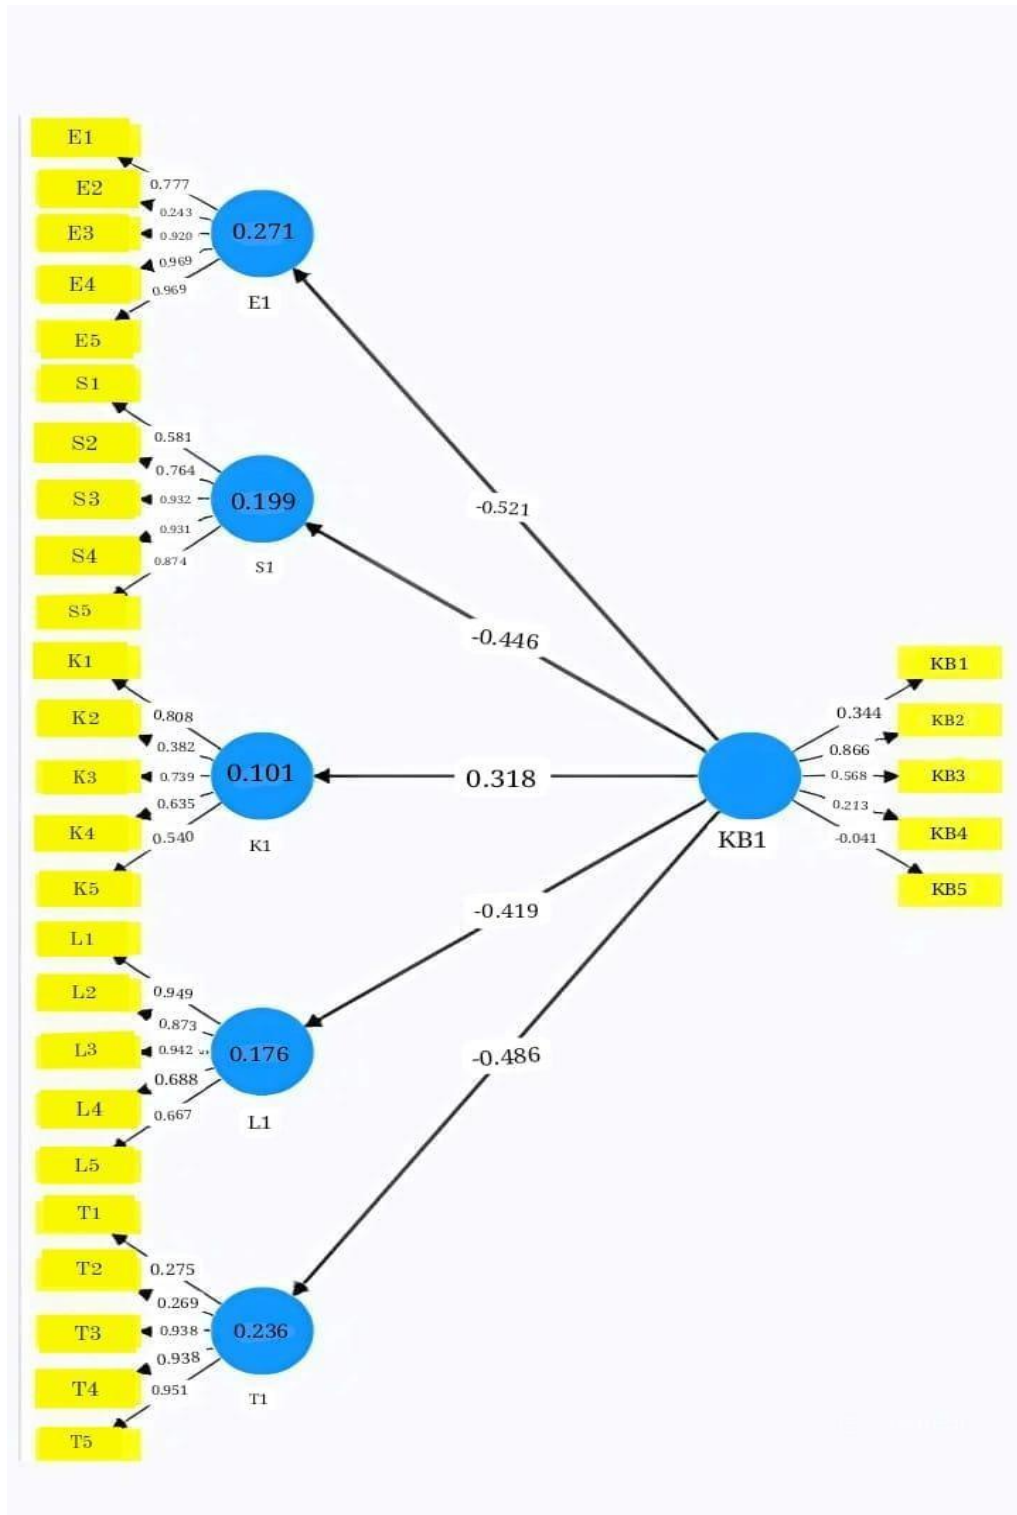 E1
0.777
E2
0.243
E3
0.920
0.271
0.969
E4
0.969
E1
E5
S1
0.581
S2
0.764
S3
0.932
0.199
0.931
S4
0.874
S1
S5
K1
0.808
K2
0.382
K3
0.739
0.101
0.635
K4
0.540
K1
K5
L1
0.949
L2
0.873
L3
0.942
0.176
0.688
L4
0.667
L1
L5
T1
0.275
T2
0.269
T3
0.938
0.236
0.938
T4
0.951
T1
T5
-0.521
-0.446
0.318
-0.419
-0.486
KB1
0.344
KB1
0.866
KB2
0.568
KB3
0.213
KB4
-0.041
KB5